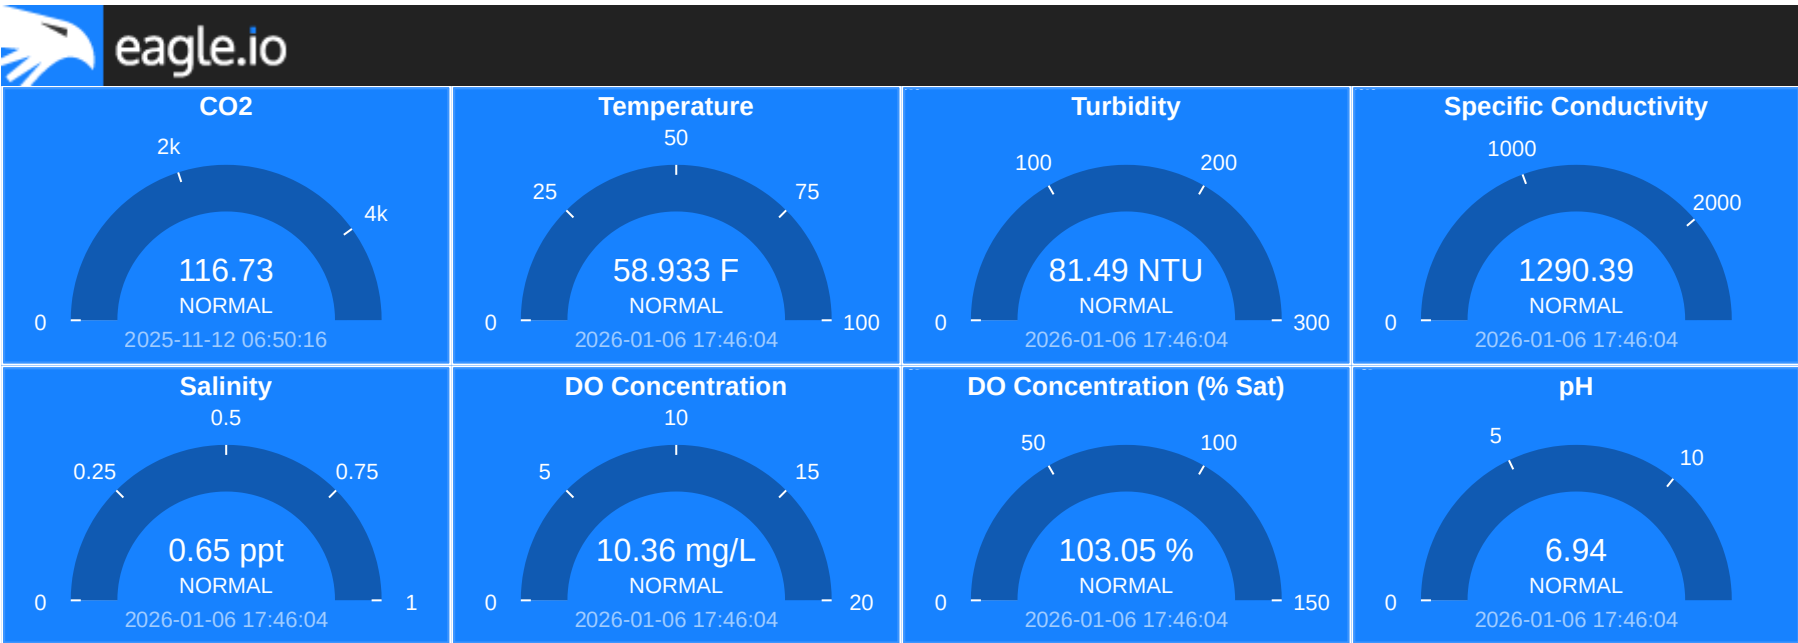 eagle.io
CO2
2k
4k
0
116.73
NORMAL
2025-11-12 06:50:16
Temperature
50
25
75
0
100
58.933 F
NORMAL
2026-01-06 17:46:04
Turbidity
100
200
0
300
81.49 NTU
NORMAL
2026-01-06 17:46:04
Specific Conductivity
1000
2000
0
1290.39
NORMAL
2026-01-06 17:46:04
Salinity
0.5
0.25
0.75
0
1
0.65 ppt
NORMAL
2026-01-06 17:46:04
DO Concentration
10
5
15
0
20
10.36 mg/L
NORMAL
2026-01-06 17:46:04
DO Concentration (% Sat)
50
100
0
150
103.05 %
NORMAL
2026-01-06 17:46:04
pH
5
10
0
6.94
NORMAL
2026-01-06 17:46:04